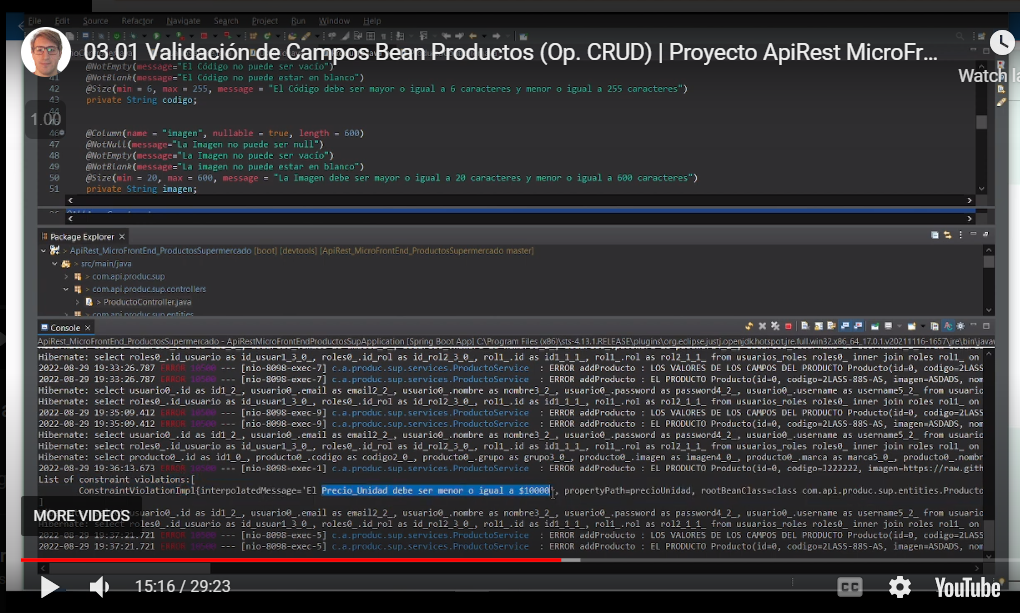 File Edit Source Refactor Navigate Search Project Run Window Help
03.01 Validación de Campos Bean Productos (Op. CRUD) | Proyecto ApiRest MicroFr...
Watch la
41 @NotEmpty(message="El Código no puede ser vacío")
@NotBlank(message="El Código no puede estar en blanco")
42 @Size(min = 6, max = 255, message = "El Código debe ser mayor o igual a 6 caracteres y menor o igual a 255 caracteres")
43 private String codigo;
44
1.00
46 @Column(name = "imagen", nullable = true, length = 600)
47 @NotNull(message="La Imagen no puede ser null")
48 @NotEmpty(message="La Imagen no puede ser vacío")
49 @NotBlank(message="La imagen no puede estar en blanco")
50 @Size(min = 20, max = 600, message = "La Imagen debe ser mayor o igual a 20 caracteres y menor o igual a 600 caracteres")
51 private String imagen;
Package Explorer
ApiRest_MicroFrontEnd_ProductosSupermercado [boot] [devtools] [ApiRest_MicroFrontEnd_ProductosSupermercado master]
> src/main/java
> com.api.produc.sup
> com.api.produc.sup.controllers
> ProductoController.java
> com.api.produc.sup.entities
Console
ApiRest_MicroFrontEnd_ProductosSupermercado - ApiRestMicroFrontEndProductosSupApplication [Spring Boot App] C:\Program Files (x86)\sts-4.13.1.RELEASE\plugins\org.eclipse.justj.openjdk.hotspot.jre.full.win32.x86_64_17.0.1.v20211116-1657\jre\bin\javaw
Hibernate: select roles0_.id_usuario as id_usuar1_3_0_, roles0_.id_rol as id_rol2_3_0_, rol1_.id as id1_1_1_, rol1_.rol as rol2_1_1_ from usuarios_roles roles0_ inner join roles rol1_ on
2022-08-29 19:33:26.787 ERROR 10500 --- [nio-8098-exec-7] c.a.produc.sup.services.ProductoService : ERROR addProducto : LOS VALORES DE LOS CAMPOS DEL PRODUCTO Producto(id=0, codigo=2LASS
2022-08-29 19:33:26.787 ERROR 10500 --- [nio-8098-exec-7] c.a.produc.sup.services.ProductoService : ERROR addProducto : EL PRODUCTO Producto(id=0, codigo=2LASS-88S-AS, imagen=ASDADS, nom
Hibernate: select usuario0_.id as id1_2_, usuario0_.email as email2_2_, usuario0_.nombre as nombre3_2_, usuario0_.password as password4_2_, usuario0_.username as username5_2_ from usuari
Hibernate: select roles0_.id_usuario as id_usuar1_3_0_, roles0_.id_rol as id_rol2_3_0_, rol1_.id as id1_1_1_, rol1_.rol as rol2_1_1_ from usuarios_roles roles0_ inner join roles rol1_ on
2022-08-29 19:35:09.412 ERROR 10500 --- [nio-8098-exec-9] c.a.produc.sup.services.ProductoService : ERROR addProducto : LOS VALORES DE LOS CAMPOS DEL PRODUCTO Producto(id=0, codigo=2LASS
2022-08-29 19:35:09.412 ERROR 10500 --- [nio-8098-exec-9] c.a.produc.sup.services.ProductoService : ERROR addProducto : EL PRODUCTO Producto(id=0, codigo=2LASS-88S-AS, imagen=ASDADS, nom
Hibernate: select usuario0_.id as id1_2_, usuario0_.email as email2_2_, usuario0_.nombre as nombre3_2_, usuario0_.password as password4_2_, usuario0_.username as username5_2_ from usuari
Hibernate: select roles0_.id_usuario as id_usuar1_3_0_, roles0_.id_rol as id_rol2_3_0_, rol1_.id as id1_1_1_, rol1_.rol as rol2_1_1_ from usuarios_roles roles0_ inner join roles rol1_ on
Hibernate: select producto0_.id as id1_0_, producto0_.codigo as codigo2_0_, producto0_.grupo as grupo3_0_, producto0_.imagen as imagen4_0_, producto0_.marca as marca5_0_, producto0_.nombr
2022-08-29 19:36:13.673 ERROR 10500 --- [nio-8098-exec-1] c.a.produc.sup.services.ProductoService : ERROR addProducto : EL PRODUCTO Producto(id=0, codigo=J222222, imagen=https://raw.gith
List of constraint violations:[
ConstraintViolationImpl{interpolatedMessage='El Precio_Unidad debe ser menor o igual a $10000', propertyPath=precioUnidad, rootBeanClass=class com.api.produc.sup.entities.Producto
]
MORE VIDEOS
usuario0_.id as id1_2_, usuario0_.email as email2_2_, usuario0_.nombre as nombre3_2_, usuario0_.password as password4_2_, usuario0_.username as username5_2_ from usuari
roles0_.id_usuario as id_usuar1_3_0_, roles0_.id_rol as id_rol2_3_0_, rol1_.id as id1_1_1_, rol1_.rol as rol2_1_1_ from usuarios_roles roles0_ inner join roles rol1_ on
2022-08-29 19:37:21.721 ERROR 10500 --- [nio-8098-exec-5] c.a.produc.sup.services.ProductoService : ERROR addProducto : LOS VALORES DE LOS CAMPOS DEL PRODUCTO Producto(id=0, codigo=2LASS
2022-08-29 19:37:21.721 ERROR 10500 --- [nio-8098-exec-5] c.a.produc.sup.services.ProductoService : ERROR addProducto : EL PRODUCTO Producto(id=0, codigo=2LASS-88S-AS, imagen=ASDADS, nom
15:16 / 29:23
CC
YouTube